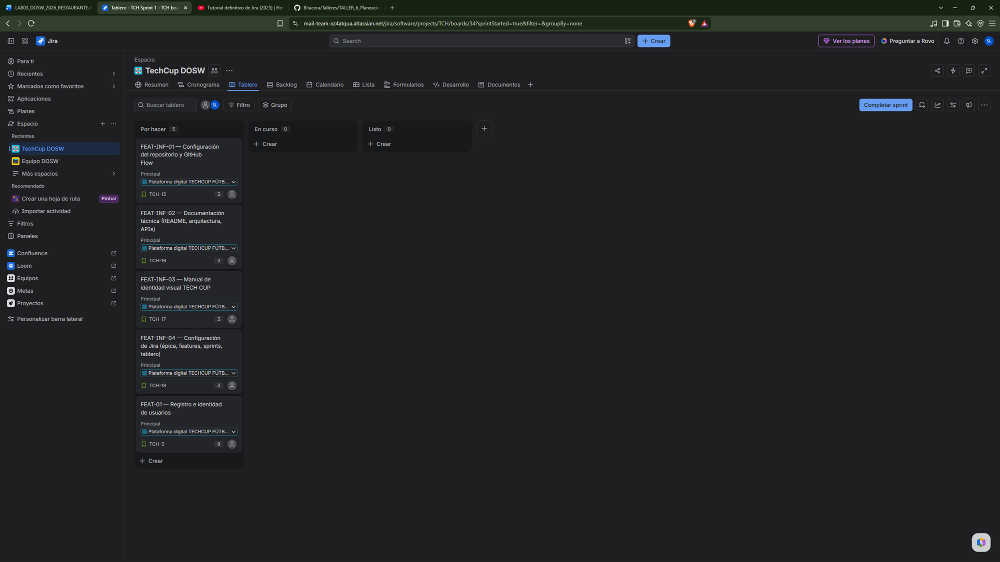 LAB03_DOSW_2026_RESTAURANTE.d
Tablero - TCH Sprint 1 - TCH boa
Tutorial definitivo de Jira (2025) | Her
Bitacora/Talleres/TALLER_6_Planeacio
mail-team-xz4atqua.atlassian.net/jira/software/projects/TCH/boards/34?sprintStarted=true&filter=&groupBy=none
Jira
Search
Crear
Ver los planes
Preguntar a Rovo
SL
Para ti
Recientes
Marcados como favoritos
Aplicaciones
Planes
Espacio
Recientes
TechCup DOSW
Equipo DOSW
Más espacios
Recomendado
Crear una hoja de ruta
Probar
Importar actividad
Filtros
Paneles
Confluence
Loom
Equipos
Metas
Proyectos
Personalizar barra lateral
Espacio
TechCup DOSW
Resumen
Cronograma
Tablero
Backlog
Calendario
Lista
Formularios
Desarrollo
Documentos
Buscar tablero
SL
Filtro
Grupo
Completar sprint
Por hacer 5
FEAT-INF-01 — Configuración
del repositorio y GitHub
Flow
Principal
Plataforma digital TECHCUP FÚTB...
TCH-15 3
FEAT-INF-02 — Documentación
técnica (README, arquitectura,
APIs)
Principal
Plataforma digital TECHCUP FÚTB...
TCH-16 3
FEAT-INF-03 — Manual de
identidad visual TECH CUP
Principal
Plataforma digital TECHCUP FÚTB...
TCH-17 3
FEAT-INF-04 — Configuración
de Jira (épica, features, sprints,
tablero)
Principal
Plataforma digital TECHCUP FÚTB...
TCH-18 3
FEAT-01 — Registro e identidad
de usuarios
Principal
Plataforma digital TECHCUP FÚTB...
TCH-3 8
Crear
En curso 0
Crear
Listo 0
Crear